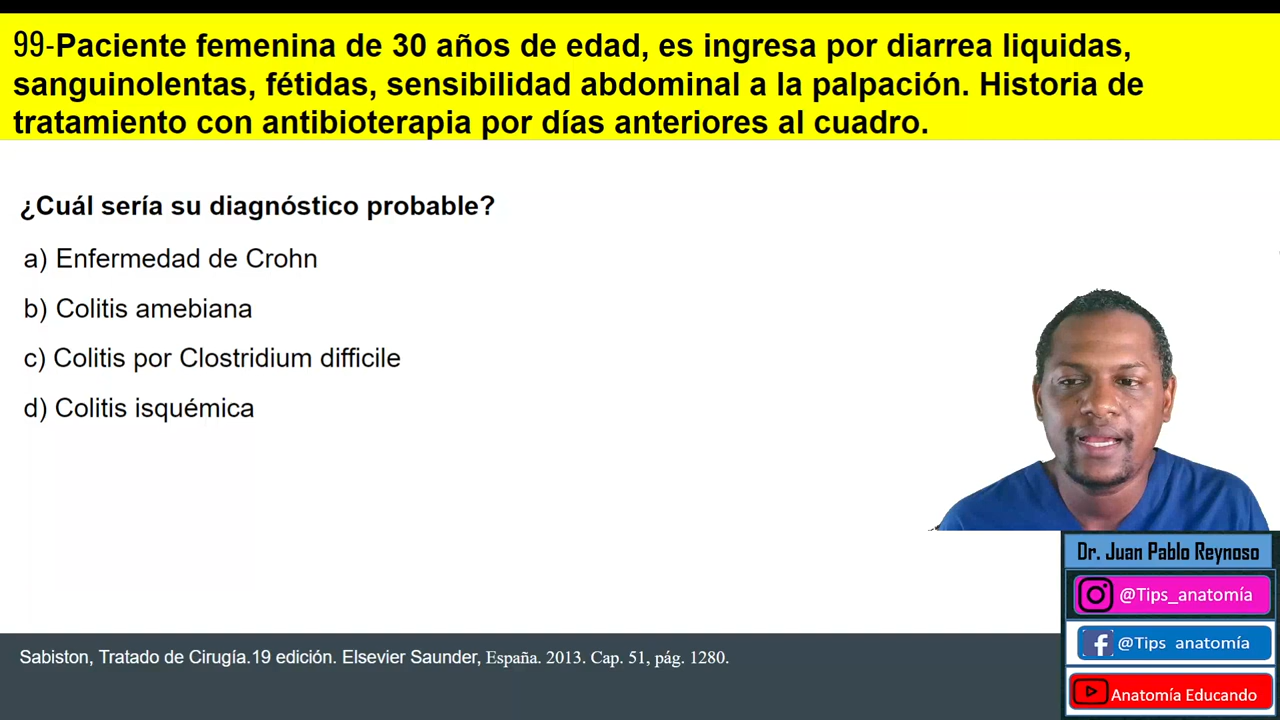 99-Paciente femenina de 30 años de edad, es ingresa por diarrea liquidas,
sanguinolentas, fétidas, sensibilidad abdominal a la palpación. Historia de
tratamiento con antibioterapia por días anteriores al cuadro.
¿Cuál sería su diagnóstico probable?
a) Enfermedad de Crohn
b) Colitis amebiana
c) Colitis por Clostridium difficile
d) Colitis isquémica
Dr. Juan Pablo Reynoso
@Tips_anatomía
@Tips anatomía
Anatomía Educando
Sabiston, Tratado de Cirugía.19 edición. Elsevier Saunder, España. 2013. Cap. 51, pág. 1280.